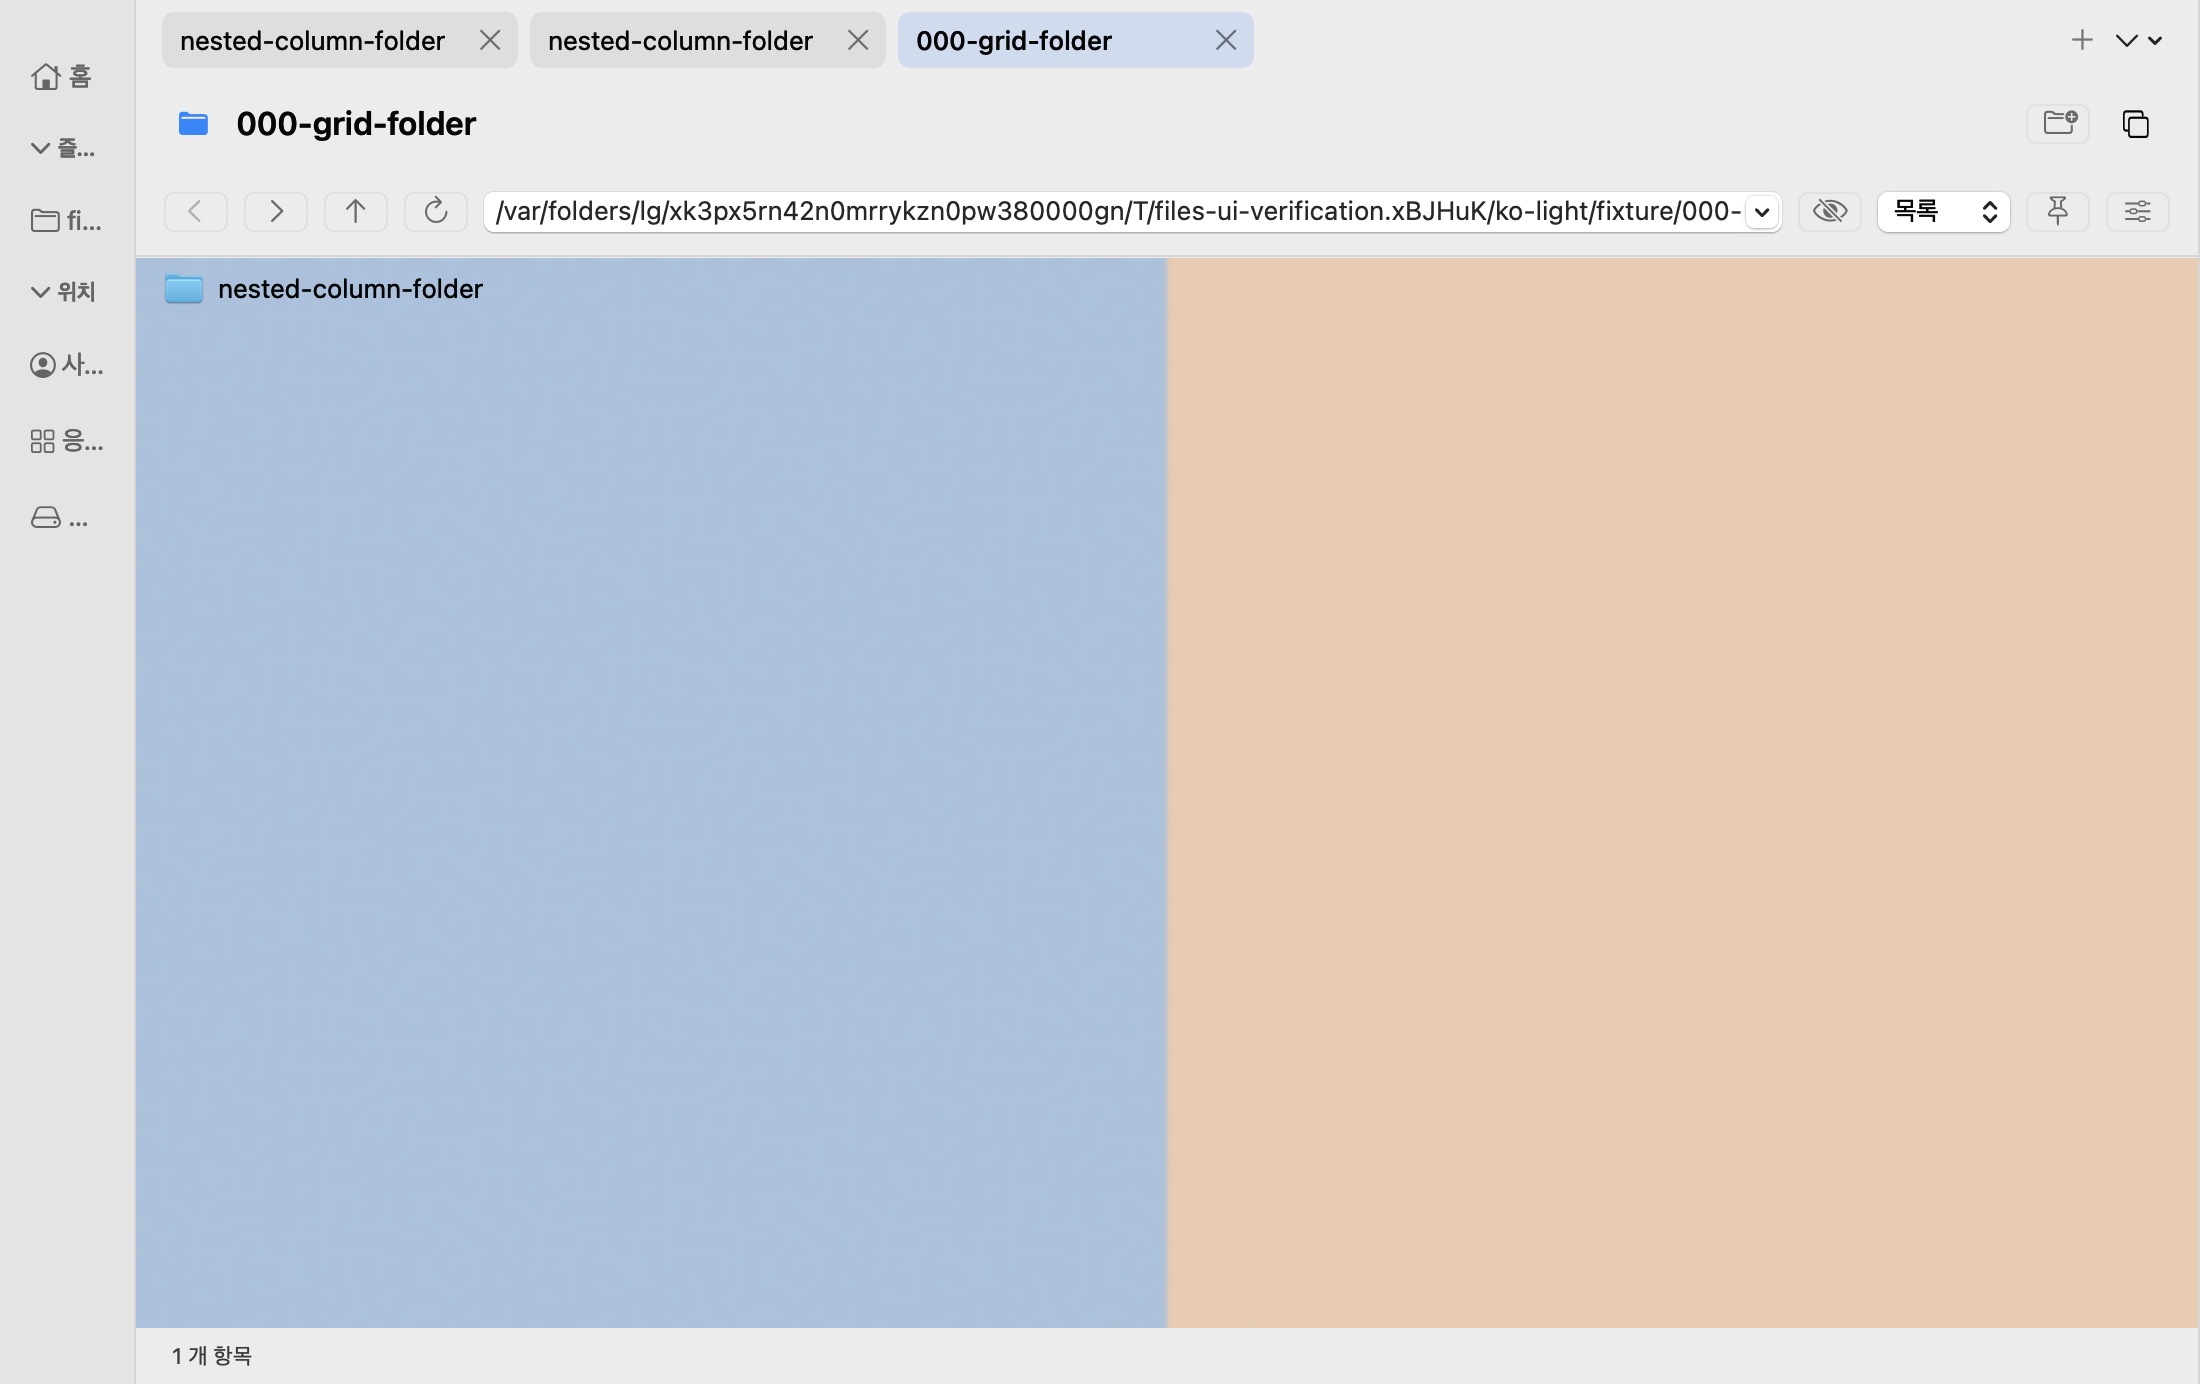 nested-column-folder
nested-column-folder
000-grid-folder
홈
즐...
fi...
위치
사...
응...
...
000-grid-folder
/var/folders/lg/xk3px5rn42n0mrrykzn0pw380000gn/T/files-ui-verification.xBJHuK/ko-light/fixture/000-
목록
nested-column-folder
1개 항목